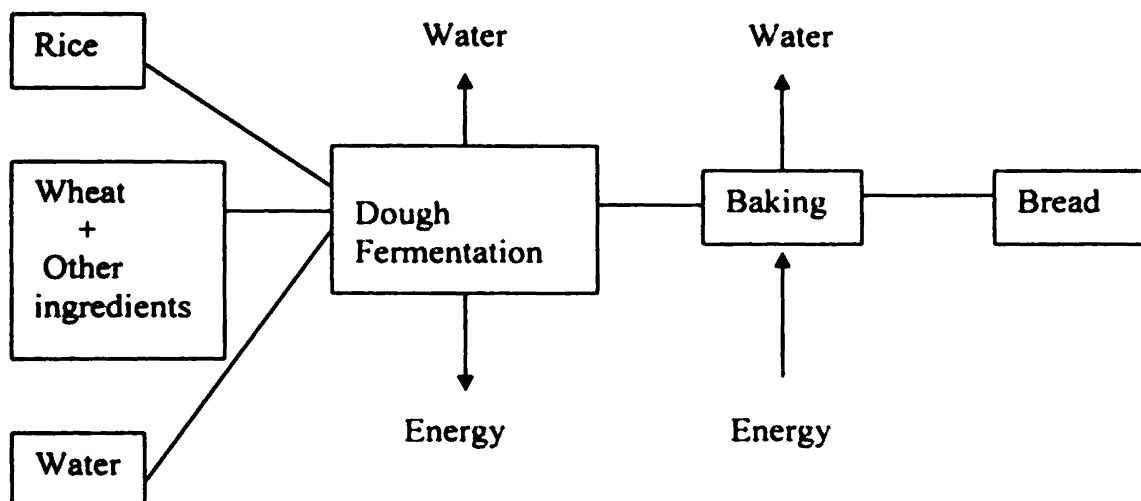 Rice
Wheat
+
Other
ingredients
Water
Water
Dough
Fermentation
Energy
Water
Baking
Energy
Bread